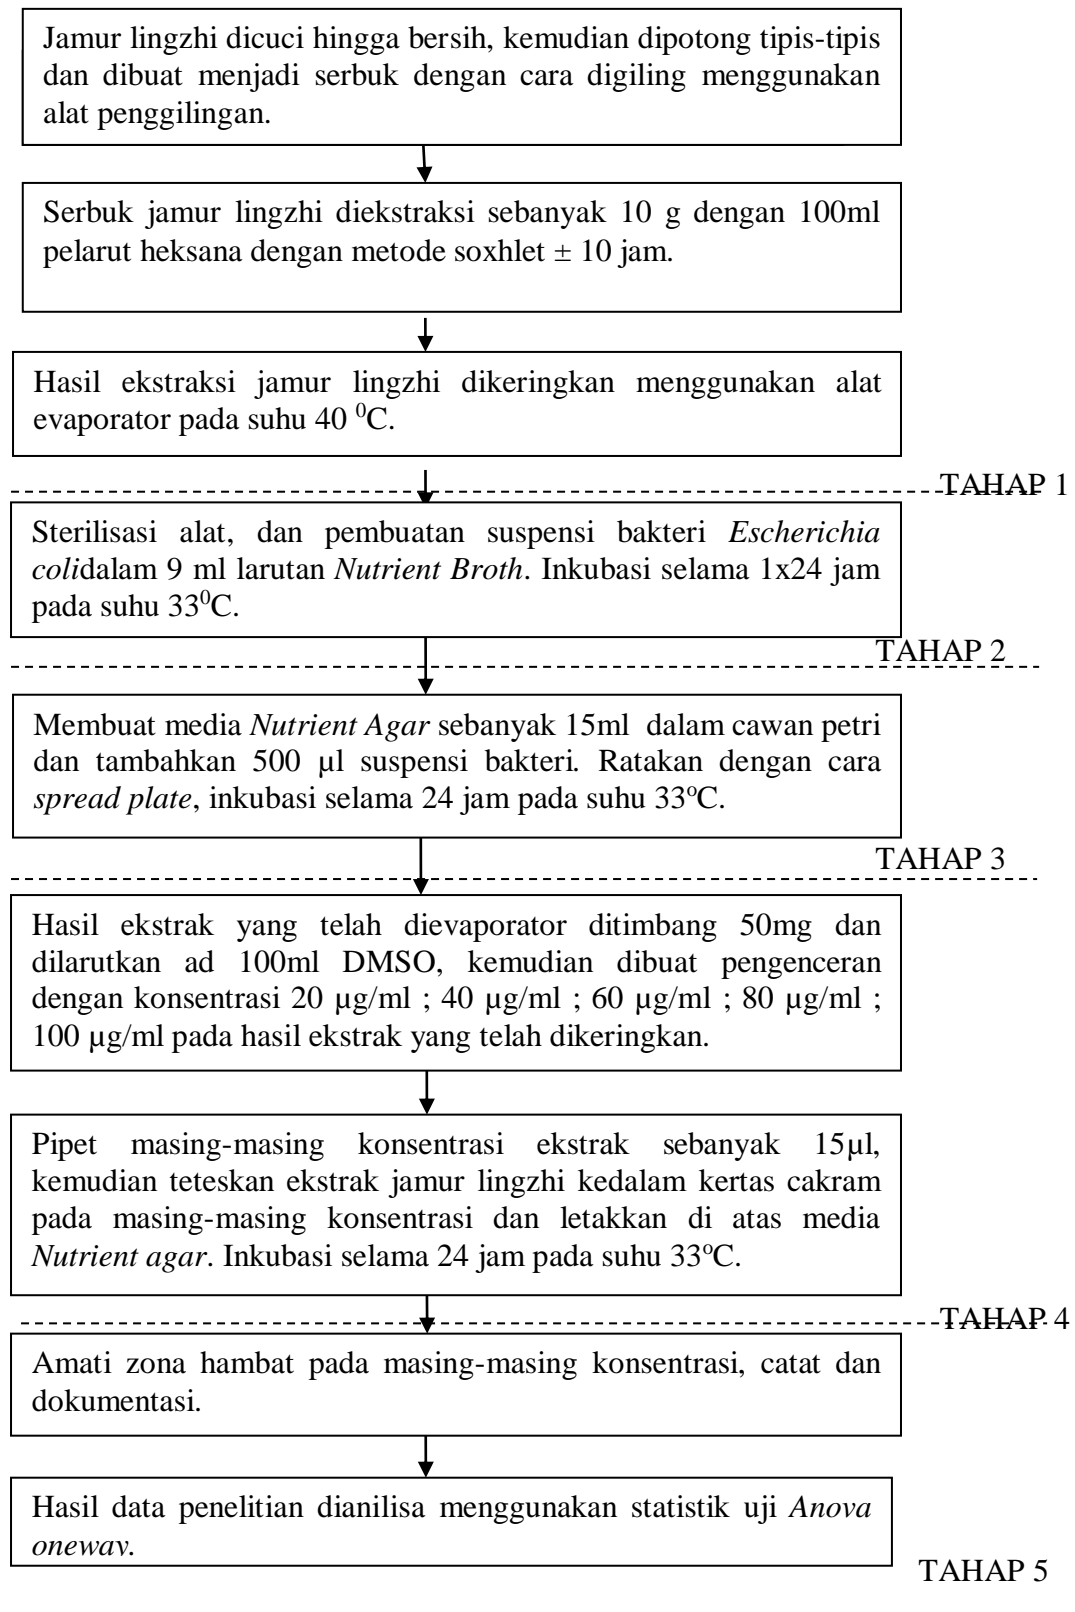 Jamur lingzhi dicuci hingga bersih, kemudian dipotong tipis-tipis
dan dibuat menjadi serbuk dengan cara digiling menggunakan
alat penggilingan.
Serbuk jamur lingzhi diekstraksi sebanyak 10 g dengan 100ml
pelarut heksana dengan metode soxhlet ± 10 jam.
Hasil ekstraksi jamur lingzhi dikeringkan menggunakan alat
evaporator pada suhu 40 ⁰C.
TAHAP 1
Sterilisasi alat, dan pembuatan suspensi bakteri Escherichia
colidalam 9 ml larutan Nutrient Broth. Inkubasi selama 1x24 jam
pada suhu 33⁰C.
TAHAP 2
Membuat media Nutrient Agar sebanyak 15ml dalam cawan petri
dan tambahkan 500 µl suspensi bakteri. Ratakan dengan cara
spread plate, inkubasi selama 24 jam pada suhu 33ºC.
TAHAP 3
Hasil ekstrak yang telah dievaporator ditimbang 50mg dan
dilarutkan ad 100ml DMSO, kemudian dibuat pengenceran
dengan konsentrasi 20 µg/ml ; 40 µg/ml ; 60 µg/ml ; 80 µg/ml ;
100 µg/ml pada hasil ekstrak yang telah dikeringkan.
Pipet masing-masing konsentrasi ekstrak sebanyak 15µl,
kemudian teteskan ekstrak jamur lingzhi kedalam kertas cakram
pada masing-masing konsentrasi dan letakkan di atas media
Nutrient agar. Inkubasi selama 24 jam pada suhu 33ºC.
TAHAP 4
Amati zona hambat pada masing-masing konsentrasi, catat dan
dokumentasi.
Hasil data penelitian dianilisa menggunakan statistik uji Anova
oneway.
TAHAP 5